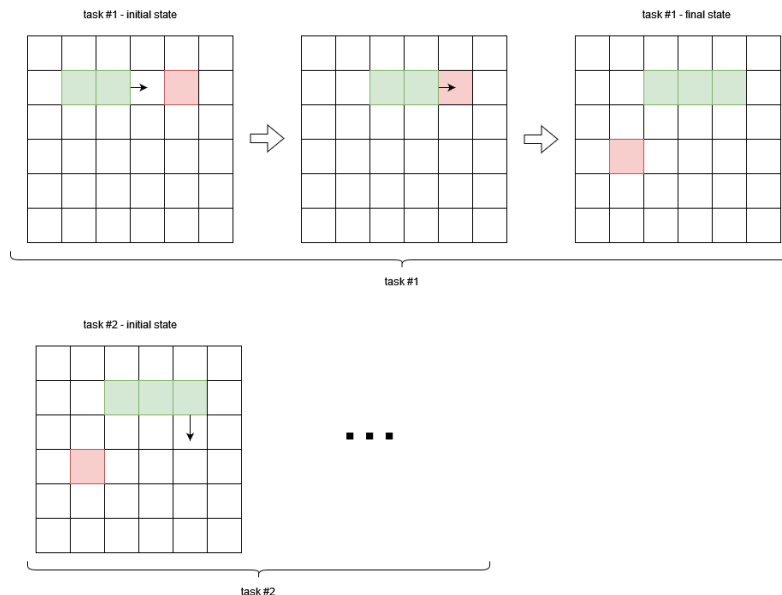 task #1 - initial state
task #1 - final state
task #1
task #2 - initial state
task #2